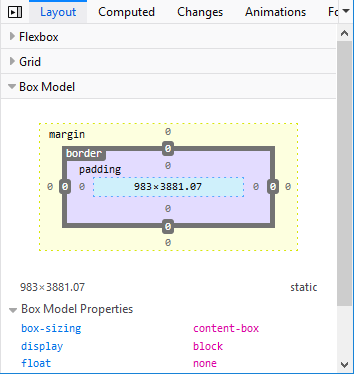 Layout Computed Changes Animations Fo
Flexbox
Grid
Box Model
margin 0
border 0
padding 0
0 0 0 983×3881.07 0 0 0
0
0
0
983×3881.07 static
Box Model Properties
box-sizing content-box
display block
float none